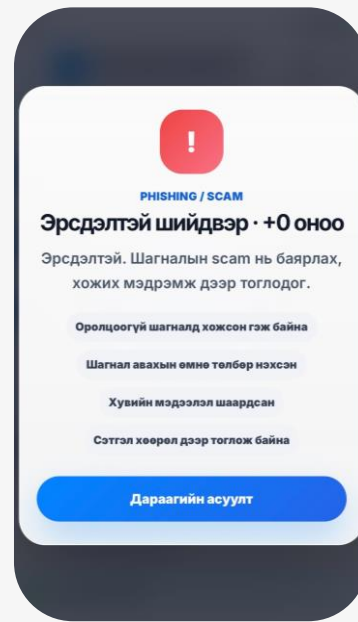 !
PHISHING / SCAM
Эрсдэлтэй шийдвэр · +0 оноо
Эрсдэлтэй. Шагналын scam нь баярлах,
хожих мэдрэмж дээр тоглодог.
Оролцоогүй шагналд хожсон гэж байна
Шагнал авахын өмнө төлбөр нэхсэн
Хувийн мэдээлэл шаардсан
Сэтгэл хөөрөл дээр тоглож байна
Дараагийн асуулт